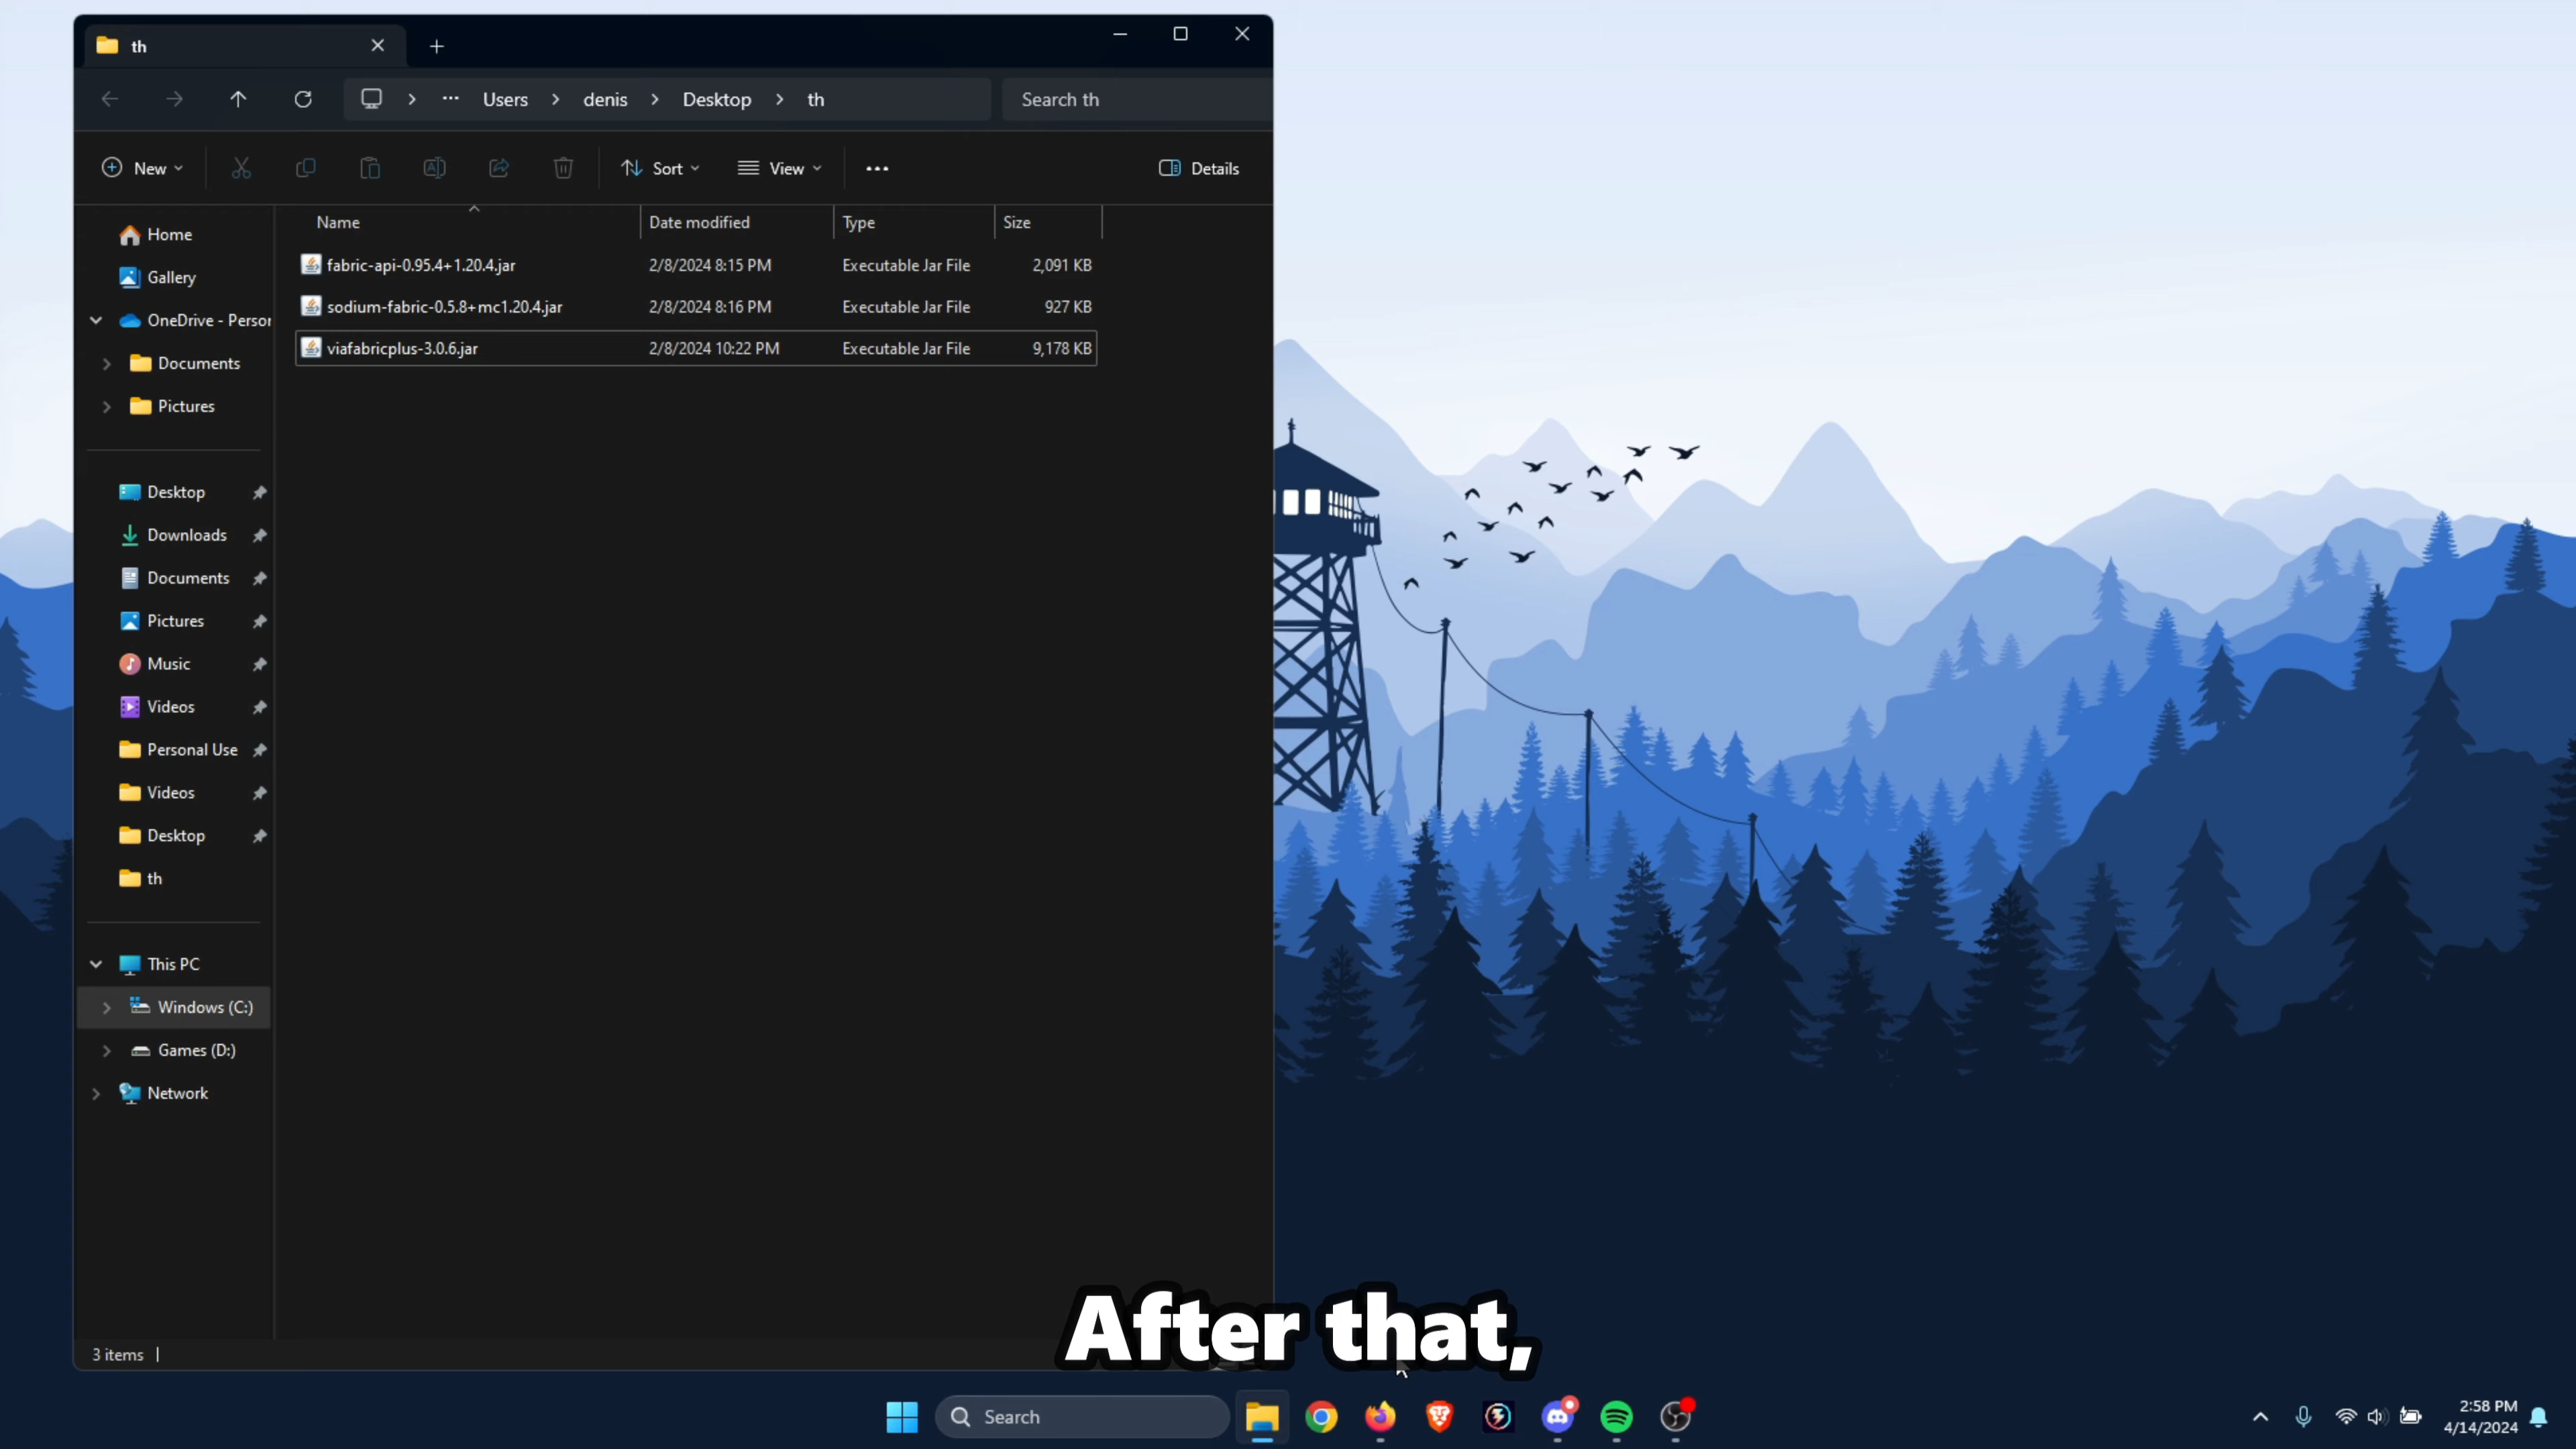 th
Users > denis > Desktop > th
Search th
New
Sort
View
Details
Name Date modified Type Size
fabric-api-0.95.4+1.20.4.jar 2/8/2024 8:15 PM Executable Jar File 2,091 KB
sodium-fabric-0.5.8+mc1.20.4.jar 2/8/2024 8:16 PM Executable Jar File 927 KB
viafabricplus-3.0.6.jar 2/8/2024 10:22 PM Executable Jar File 9,178 KB
Home
Gallery
OneDrive - Person
Documents
Pictures
Desktop
Downloads
Documents
Pictures
Music
Videos
Personal Use
Videos
Desktop
th
This PC
Windows (C:)
Games (D:)
Network
3 items
After that,
Search
2:58 PM
4/14/2024